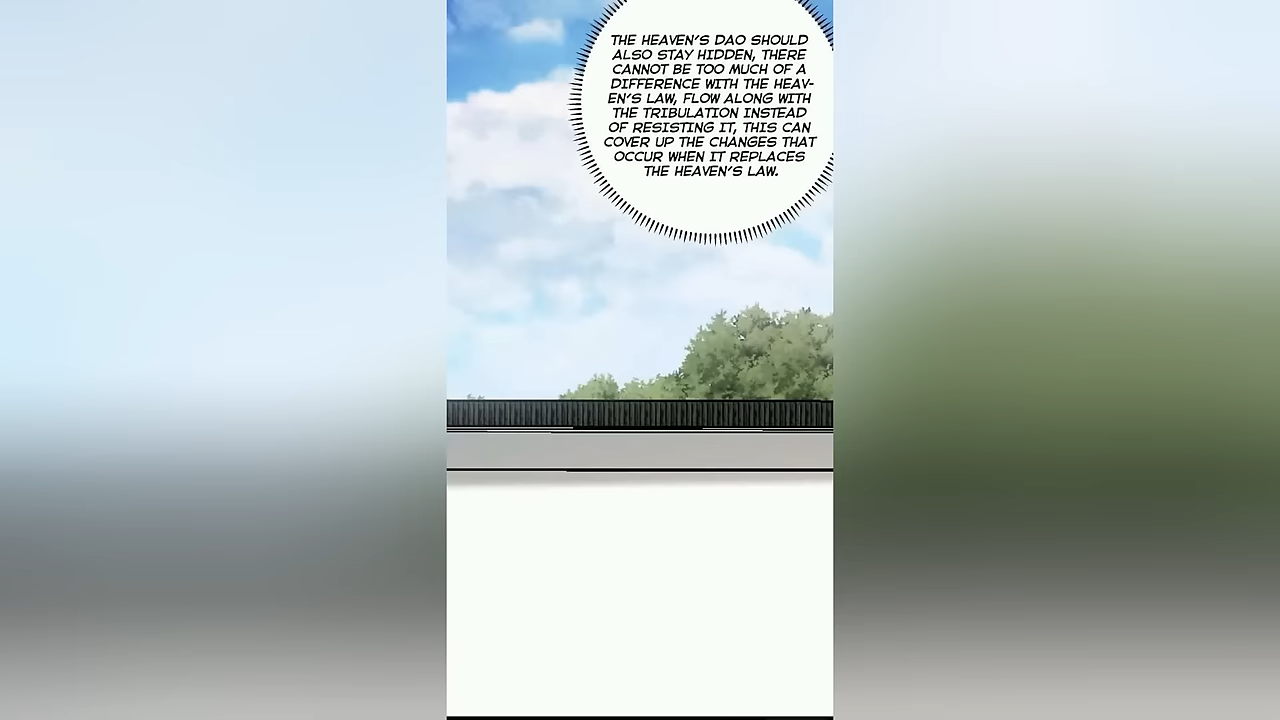 THE HEAVEN'S DAO SHOULD
ALSO STAY HIDDEN, THERE
CANNOT BE TOO MUCH OF A
DIFFERENCE WITH THE HEAV-
EN'S LAW, FLOW ALONG WITH
THE TRIBULATION INSTEAD
OF RESISTING IT, THIS CAN
COVER UP THE CHANGES THAT
OCCUR WHEN IT REPLACES
THE HEAVEN'S LAW.